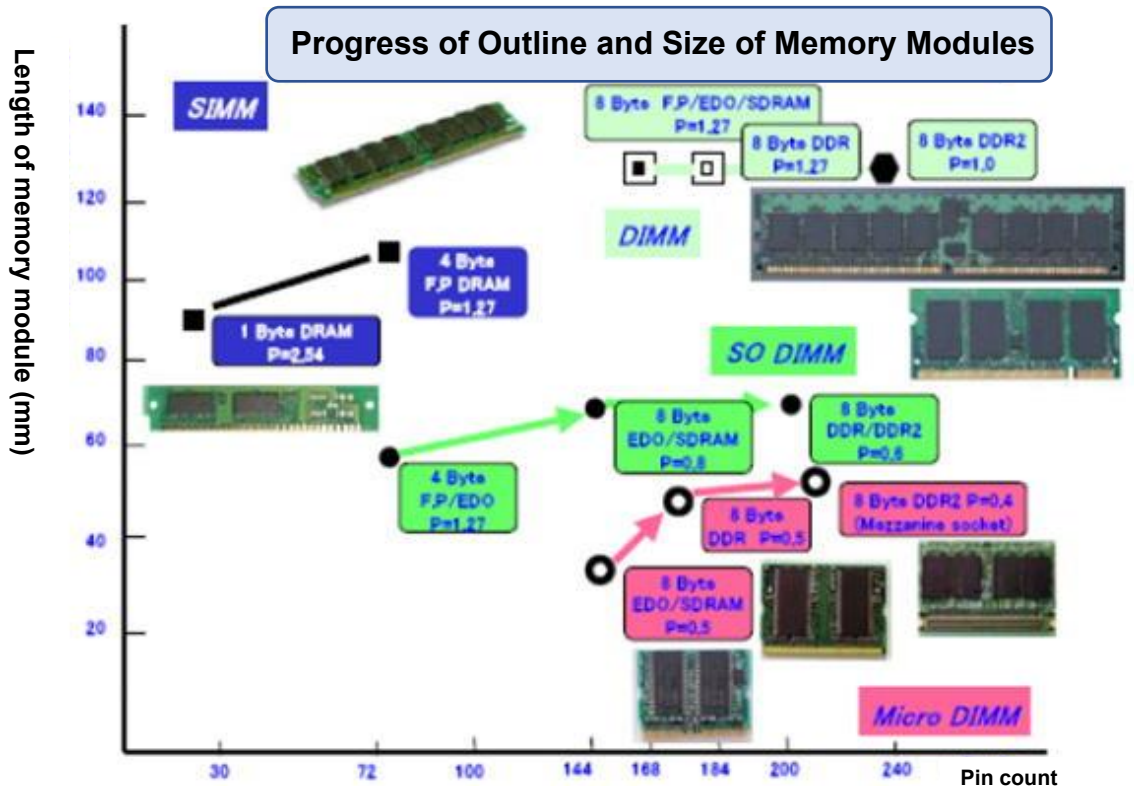 Progress of Outline and Size of Memory Modules
Length of memory module (mm)
140
120
100
80
60
40
20
SIMM
8 Byte F,P/EDO/SDRAM
P=1,27
8 Byte DDR
P=1,27
8 Byte DDR2
P=1,0
DIMM
4 Byte
F,P DRAM
P=1,27
1 Byte DRAM
P=2,54
SO DIMM
8 Byte
EDO/SDRAM
P=0,8
8 Byte
DDR/DDR2
P=0,6
4 Byte
F,P/EDO
P=1,27
8 Byte
DDR P=0,5
8 Byte DDR2 P=0,4
(Mezzanine socket)
8 Byte
EDO/SDRAM
P=0,5
Micro DIMM
30
72
100
144
168
184
200
240
Pin count